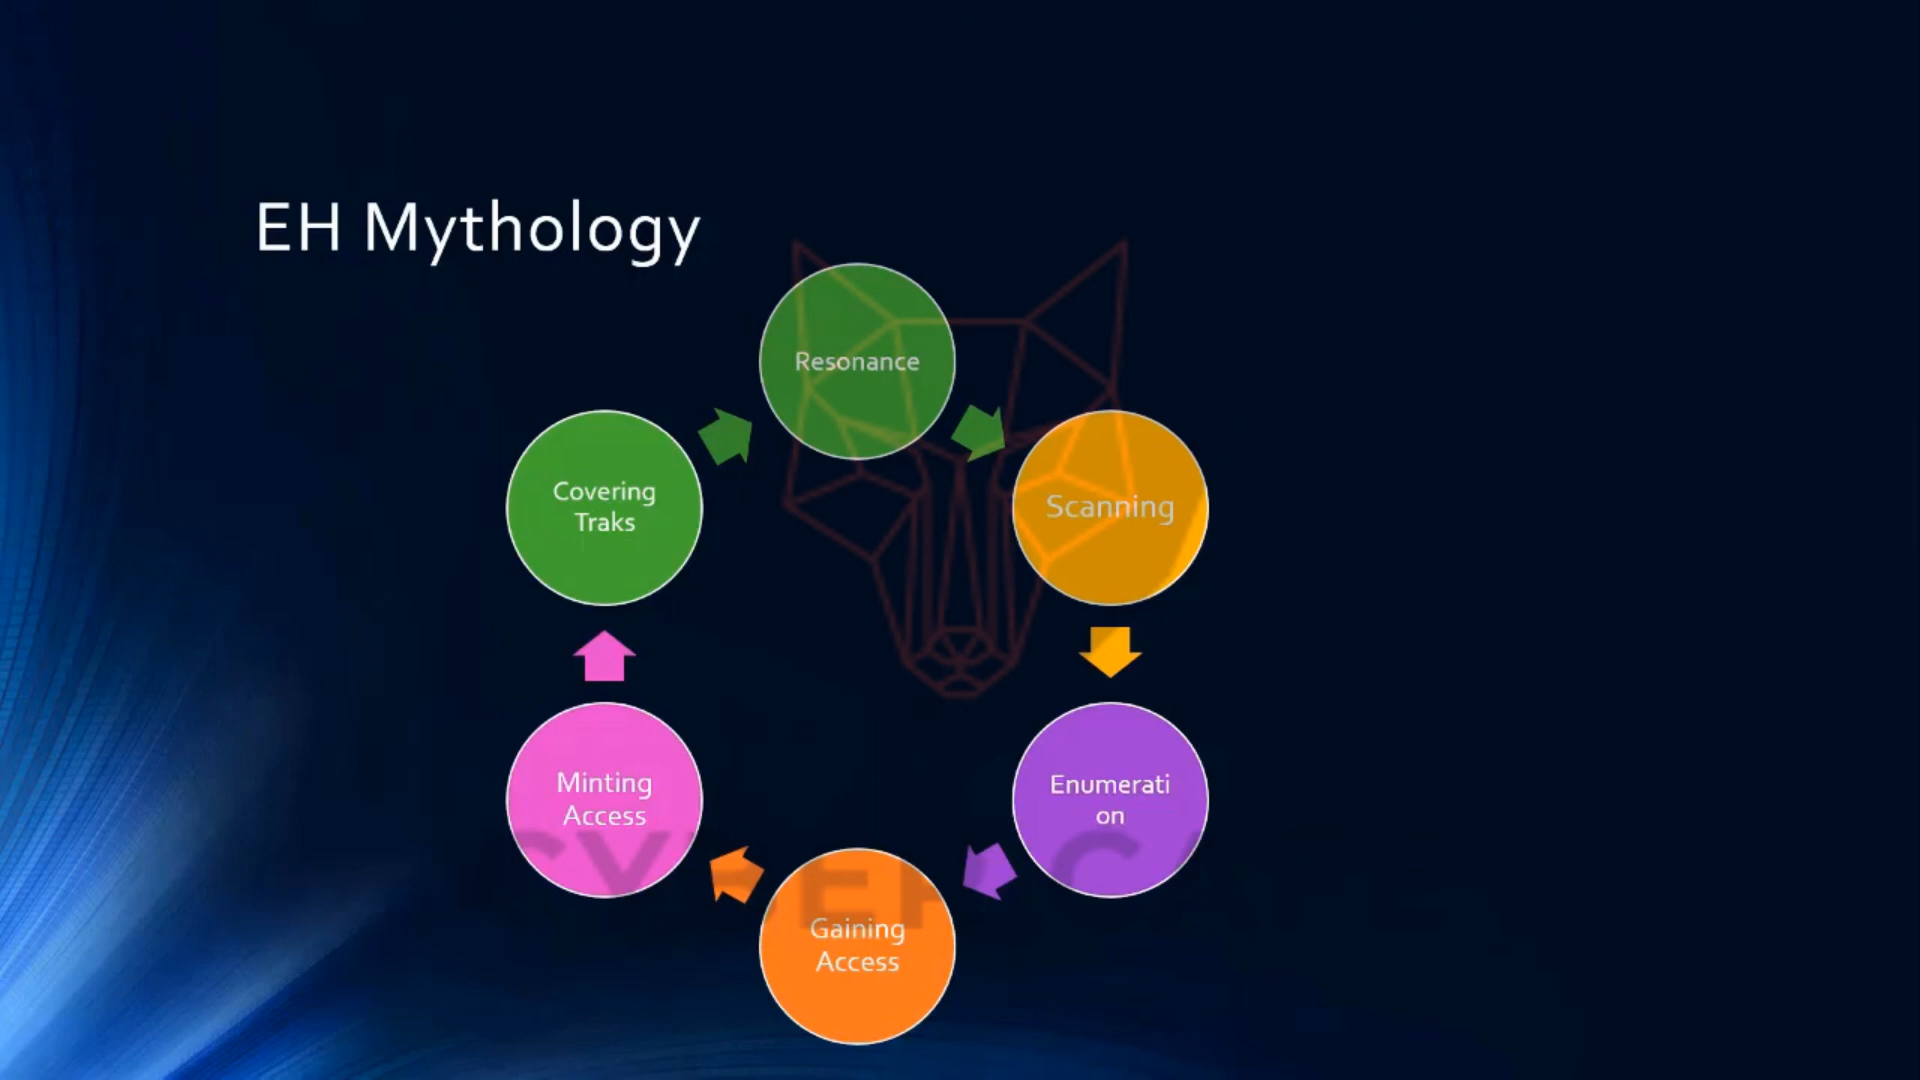 EH Mythology
Resonance
Scanning
Enumerati
on
Gaining
Access
Minting
Access
Covering
Traks